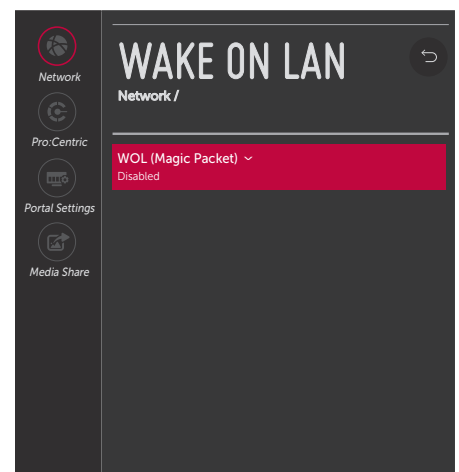 Network
Pro:Centric
Portal Settings
Media Share
WAKE ON LAN
Network /
WOL (Magic Packet)
Disabled